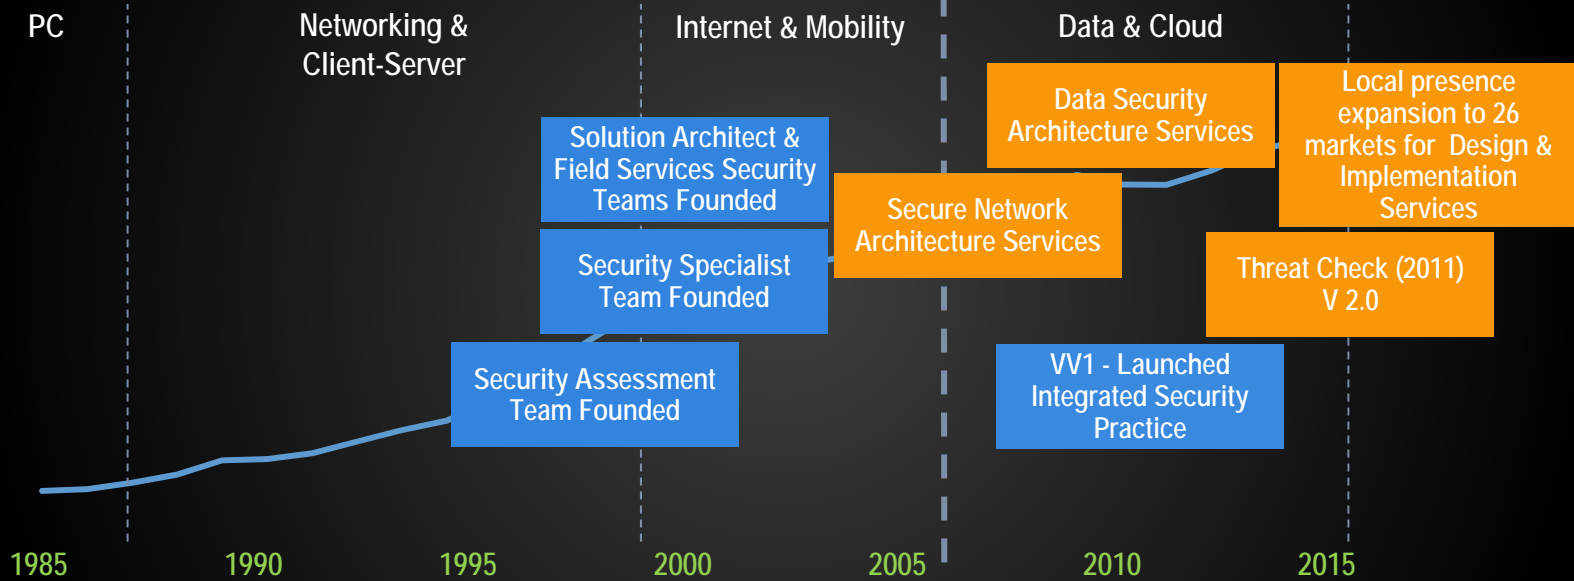 PC
Networking &
Client-Server
Internet & Mobility
Data & Cloud
Solution Architect &
Field Services Security
Teams Founded
Security Specialist
Team Founded
Security Assessment
Team Founded
Data Security
Architecture Services
Secure Network
Architecture Services
Local presence
expansion to 26
markets for Design &
Implementation
Services
Threat Check (2011)
V 2.0
VV1 - Launched
Integrated Security
Practice
1985
1990
1995
2000
2005
2010
2015